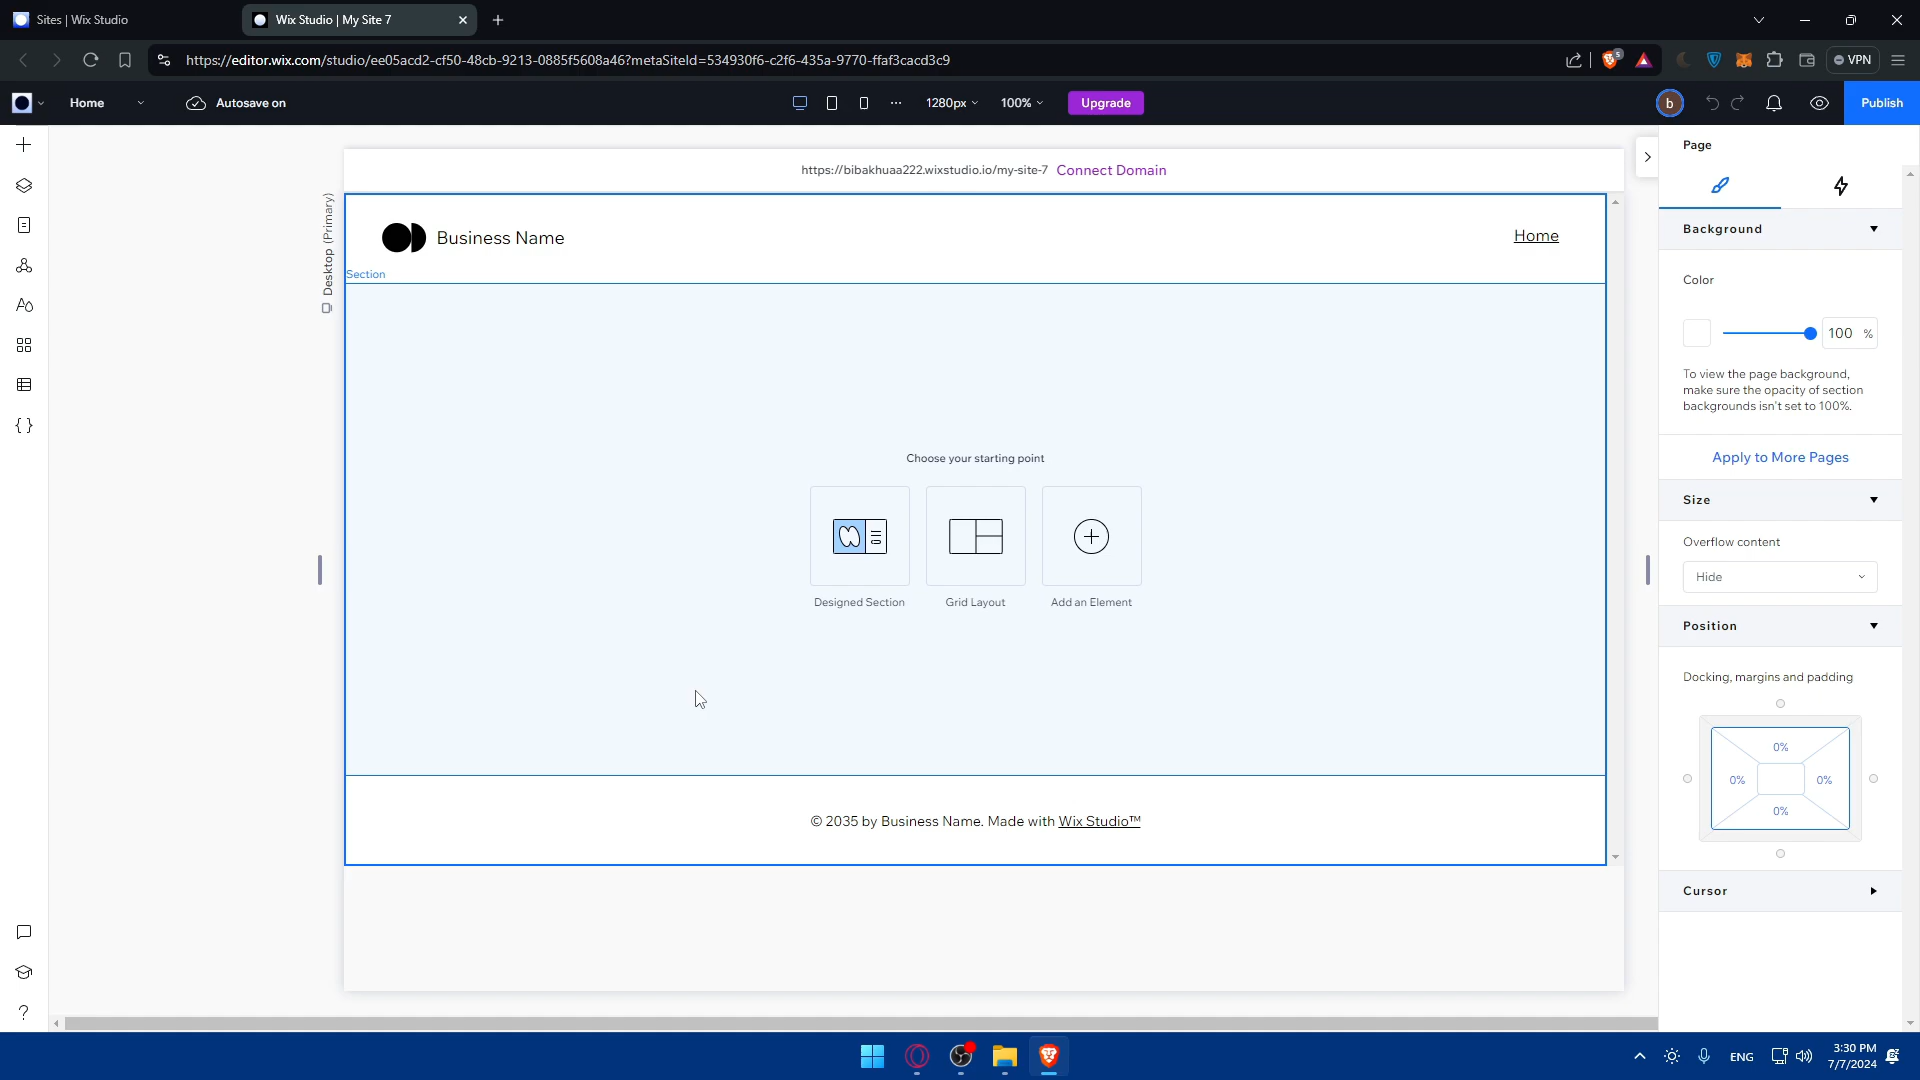 Sites | Wix Studio
Wix Studio | My Site 7
https://editor.wix.com/studio/ee05acd2-cf50-48cb-9213-0885f5608a46?metaSiteId=534930f6-c2f6-435a-9770-ffaf3cacd3c9
5
VPN
Home
Autosave on
1280px
100%
Upgrade
b
Publish
https://bibakhuaa222.wixstudio.io/my-site-7 Connect Domain
Desktop (Primary)
Business Name
Home
Section
Choose your starting point
Designed Section
Grid Layout
Add an Element
© 2035 by Business Name. Made with Wix Studio™
Page
Background
Color
100 %
To view the page background,
make sure the opacity of section
backgrounds isn't set to 100%.
Apply to More Pages
Size
Overflow content
Hide
Position
Docking, margins and padding
0%
0%
0%
0%
Cursor
ENG
3:30 PM
7/7/2024